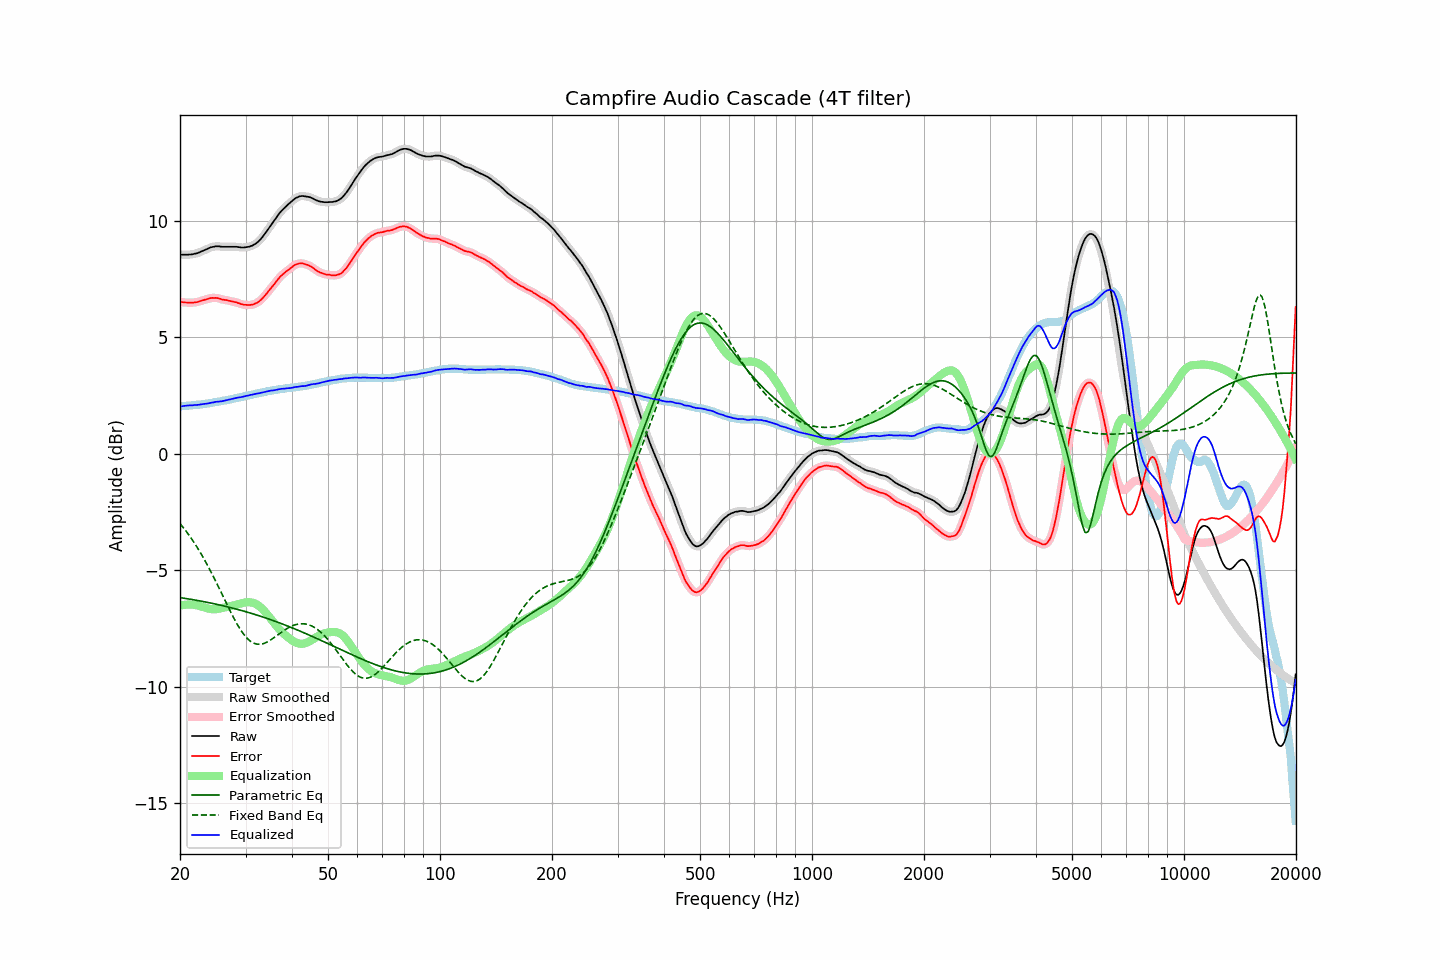 Campfire Audio Cascade (4T filter)
Amplitude (dBr)
10
5
0
−5
−10
−15
Target
Raw Smoothed
Error Smoothed
Raw
Error
Equalization
Parametric Eq
Fixed Band Eq
Equalized
20 50 100 200 500 1000 2000 5000 10000 20000
Frequency (Hz)